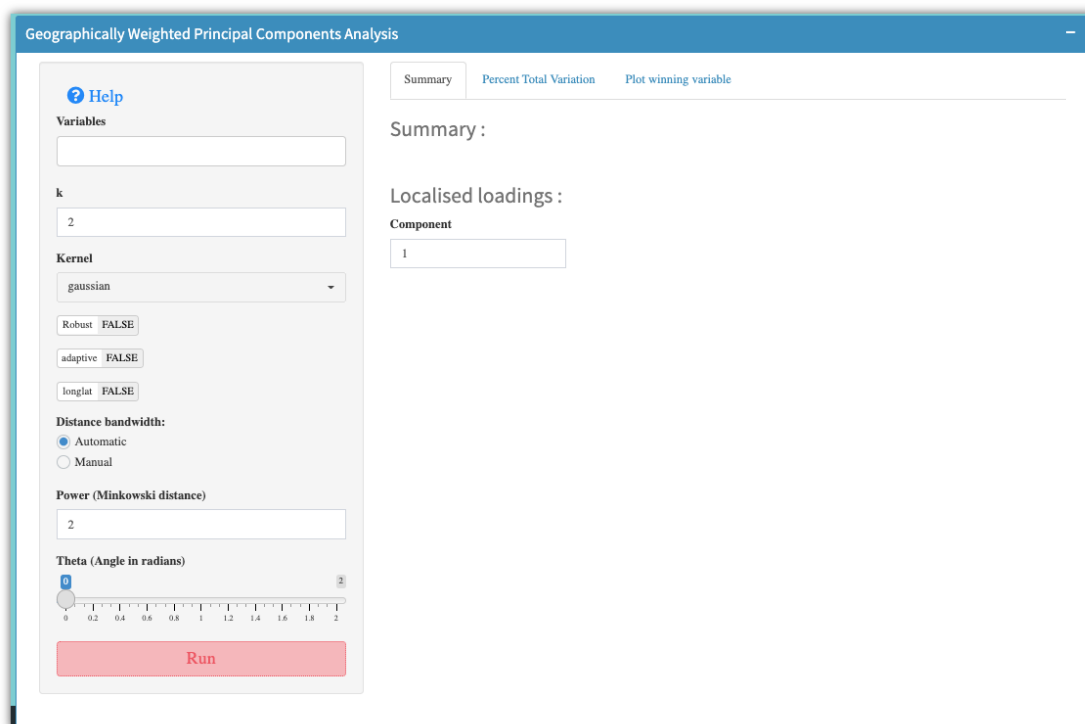 Geographically Weighted Principal Components Analysis
Help
Variables
k
2
Kernel
gaussian
Robust FALSE
adaptive FALSE
longlat FALSE
Distance bandwidth:
Automatic
Manual
Power (Minkowski distance)
2
Theta (Angle in radians)
0 2
0 0.2 0.4 0.6 0.8 1 1.2 1.4 1.6 1.8 2
Run
Summary Percent Total Variation Plot winning variable
Summary :
Localised loadings :
Component
1